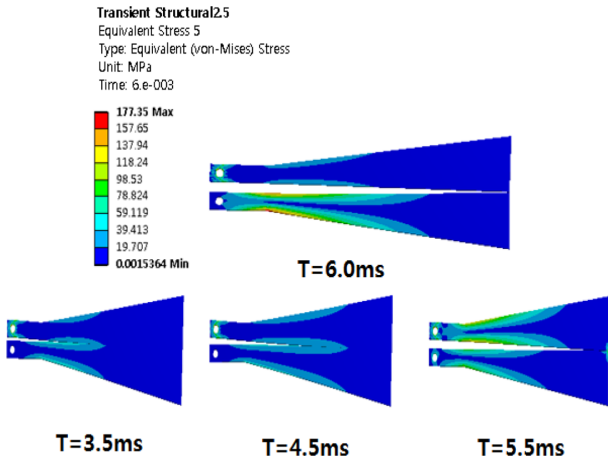 Transient Structural2.5
Equivalent Stress 5
Type: Equivalent (von-Mises) Stress
Unit: MPa
Time: 6.e-003
177.35 Max
157.65
137.94
118.24
98.53
78.824
59.119
39.413
19.707
0.0015364 Min
T=6.0ms
T=3.5ms
T=4.5ms
T=5.5ms